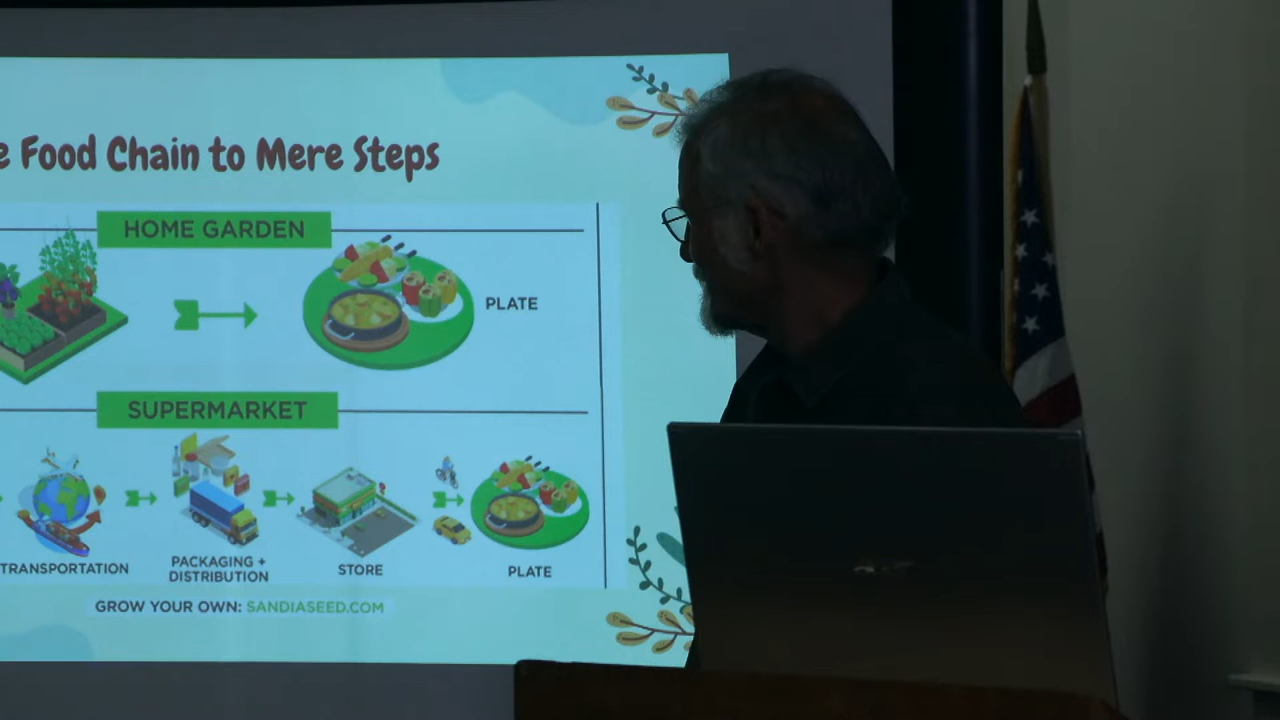 e Food Chain to Mere Steps
HOME GARDEN
PLATE
SUPERMARKET
TRANSPORTATION
PACKAGING +
DISTRIBUTION
STORE
PLATE
GROW YOUR OWN: SANDIASEED.COM